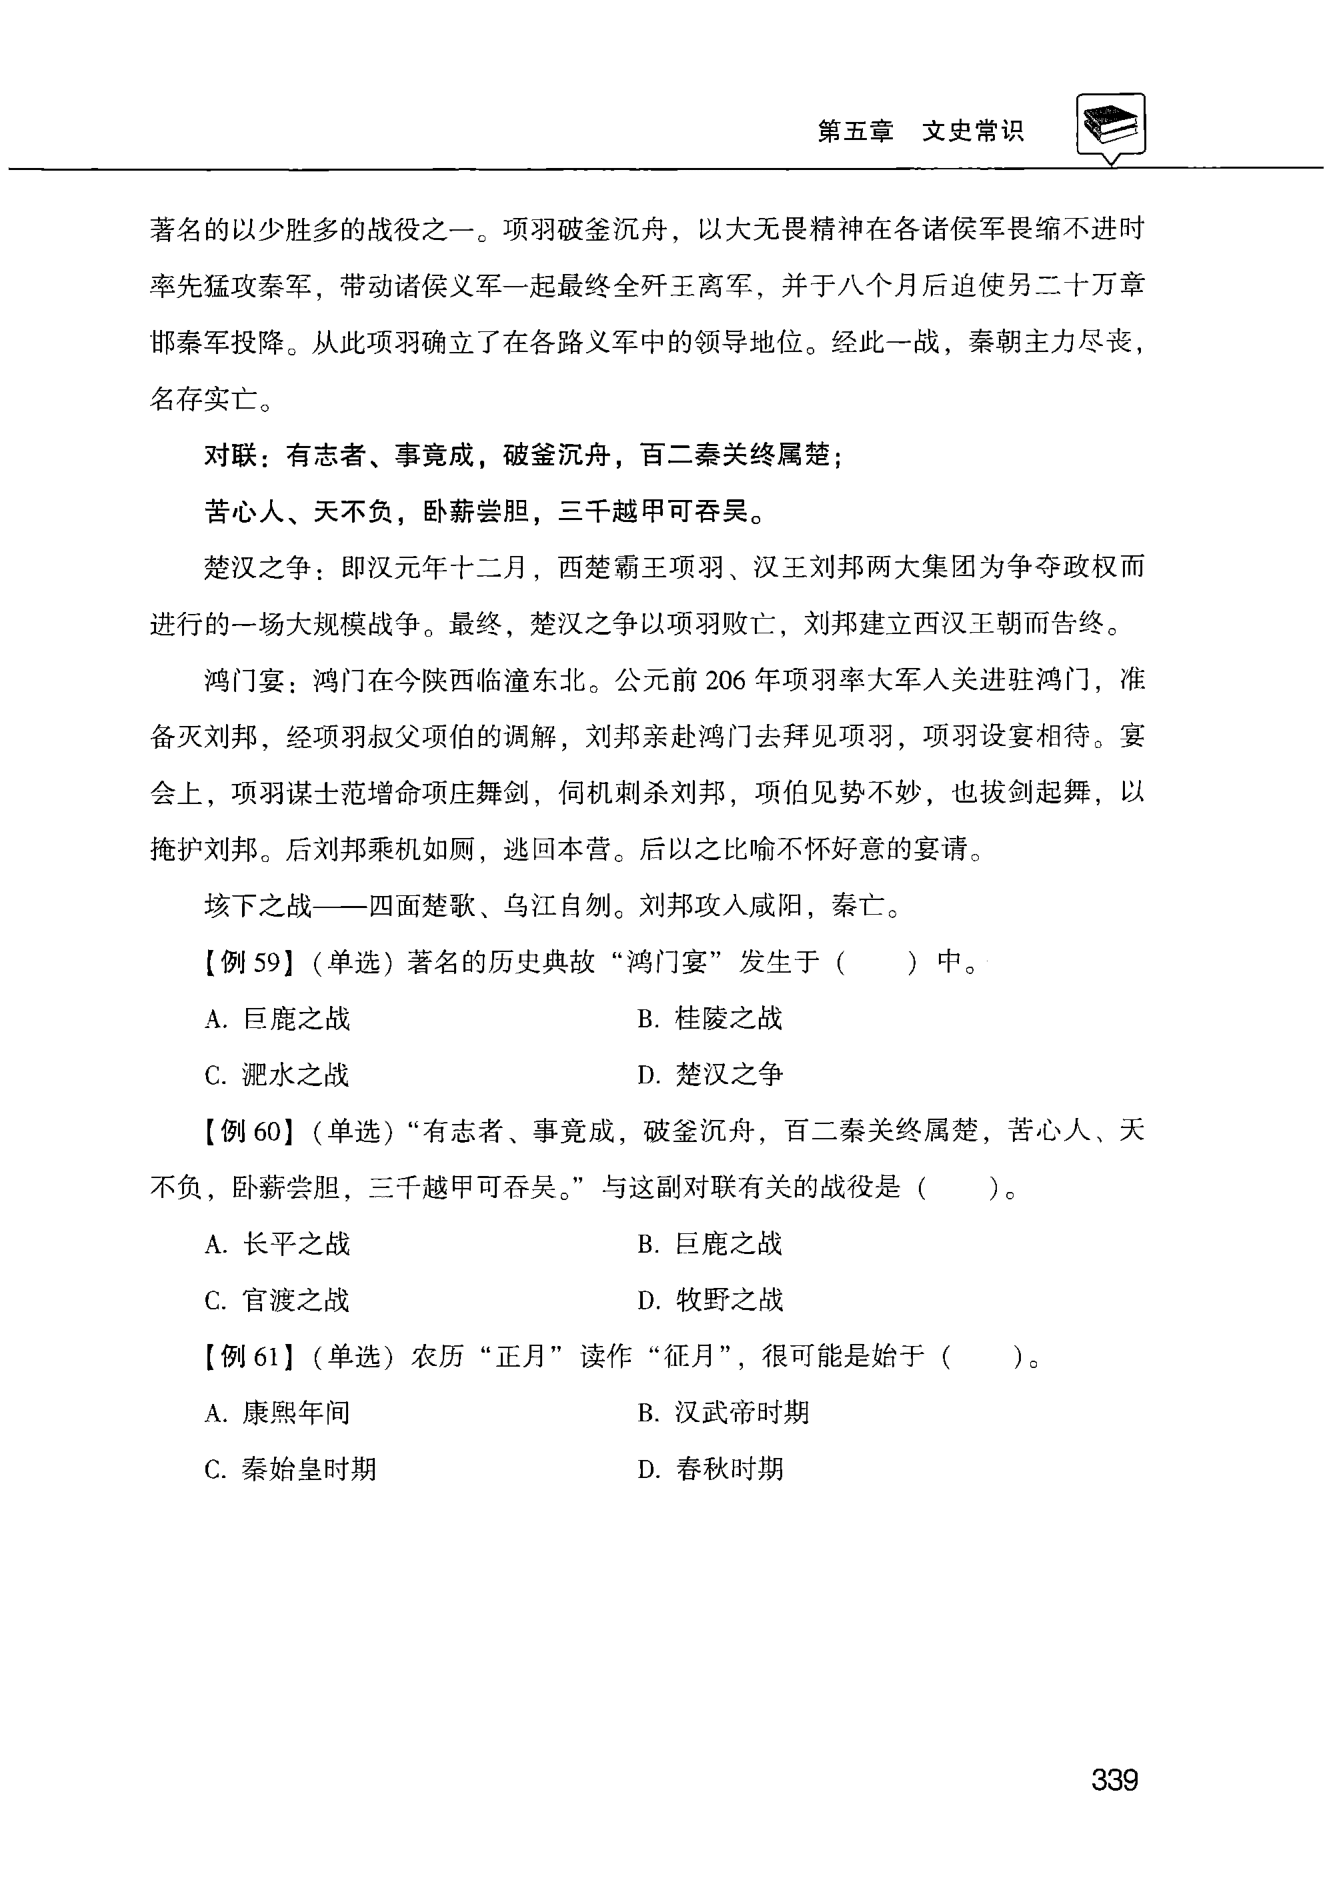 第五章 文史常识
著名的以少胜多的战役之一。项羽破釜沉舟，以大无畏精神在各诸侯军畏缩不进时
率先猛攻秦军，带动诸侯义军一起最终全歼王离军，并于八个月后迫使另二十万章
邯秦军投降。从此项羽确立了在各路义军中的领导地位。经此一战，秦朝主力尽丧，
名存实亡。
对联：有志者、事竟成，破釜沉舟，百二秦关终属楚；
苦心人、天不负，卧薪尝胆，三千越甲可吞吴。
楚汉之争：即汉元年十二月，西楚霸王项羽、汉王刘邦两大集团为争夺政权而
进行的一场大规模战争。最终，楚汉之争以项羽败亡，刘邦建立西汉王朝而告终。
鸿门宴：鸿门在今陕西临潼东北。公元前 206 年项羽率大军入关进驻鸿门，准
备灭刘邦，经项羽叔父项伯的调解，刘邦亲赴鸿门去拜见项羽，项羽设宴相待。宴
会上，项羽谋士范增命项庄舞剑，伺机刺杀刘邦，项伯见势不妙，也拔剑起舞，以
掩护刘邦。后刘邦乘机如厕，逃回本营。后以之比喻不怀好意的宴请。
垓下之战——四面楚歌、乌江自刎。刘邦攻入咸阳，秦亡。
【例 59】（单选）著名的历史典故“鸿门宴”发生于（  ）中。
A. 巨鹿之战 B. 桂陵之战
C. 淝水之战 D. 楚汉之争
【例 60】（单选）“有志者、事竟成，破釜沉舟，百二秦关终属楚，苦心人、天
不负，卧薪尝胆，三千越甲可吞吴。”与这副对联有关的战役是（  ）。
A. 长平之战 B. 巨鹿之战
C. 官渡之战 D. 牧野之战
【例 61】（单选）农历“正月”读作“征月”，很可能是始于（  ）。
A. 康熙年间 B. 汉武帝时期
C. 秦始皇时期 D. 春秋时期
339